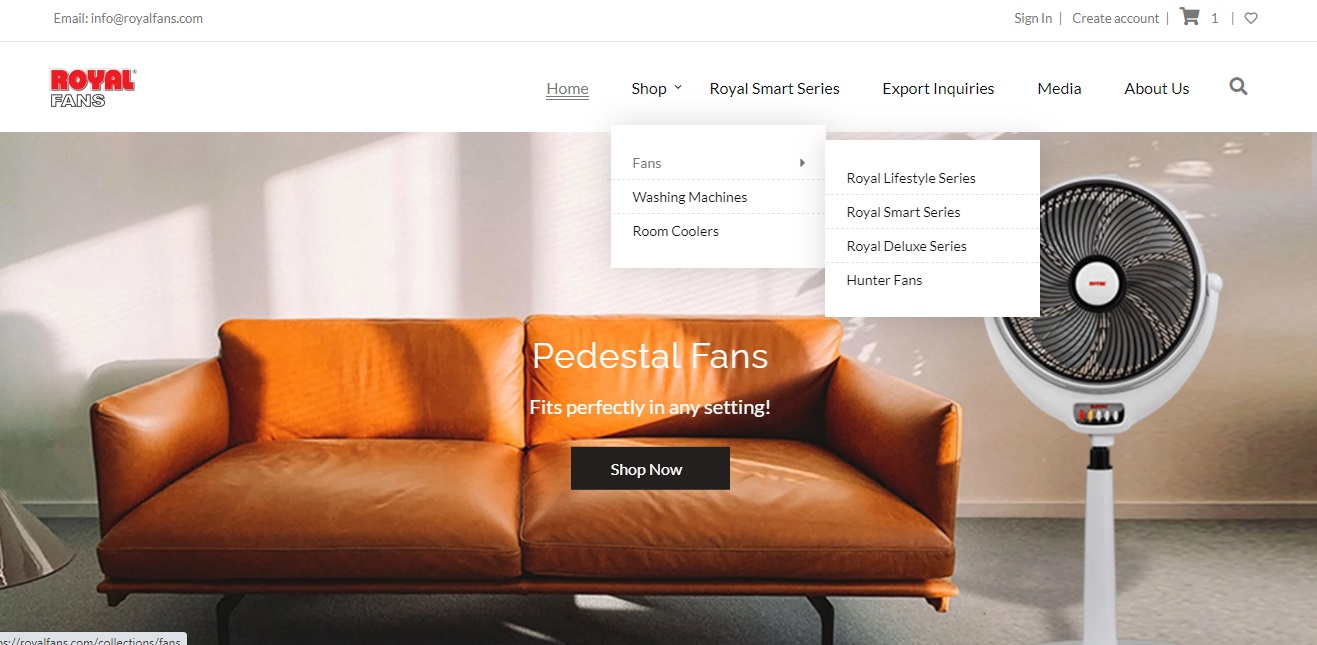 Email: info@royalfans.com
Sign In | Create account | 1 |
ROYAL
FANS
Home Shop Royal Smart Series Export Inquiries Media About Us
Fans
Washing Machines
Room Coolers
Royal Lifestyle Series
Royal Smart Series
Royal Deluxe Series
Hunter Fans
ROYAL
Pedestal Fans
Fits perfectly in any setting!
Shop Now
ps://royalfans.com/collections/fans